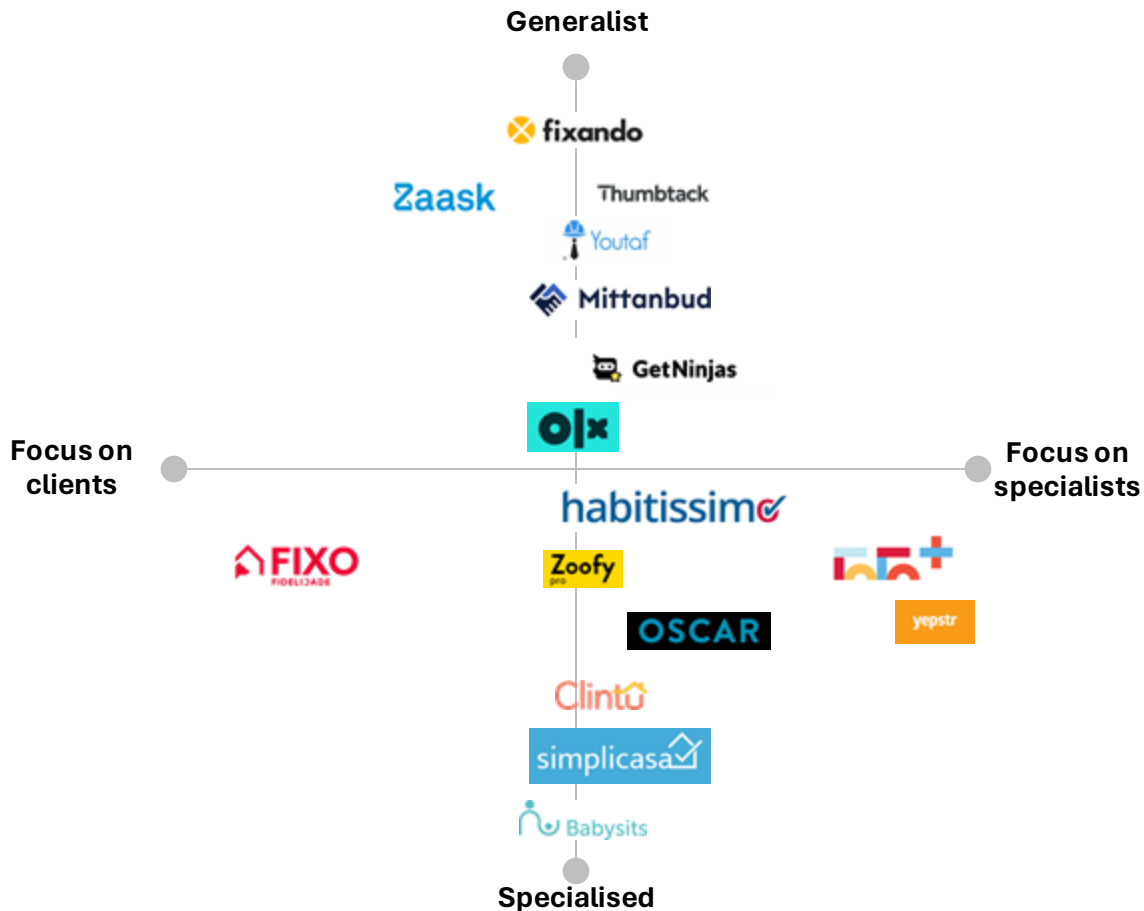 Generalist
fixando
Zaask
Thumbtack
Youtaf
Mittanbud
GetNinjas
olx
Focus on
clients
Focus on
specialists
habitissimo
FIXO
FIDELIDADE
Zoofy
pro
yepstr
OSCAR
Clintu
simplicasa
Babysits
Specialised